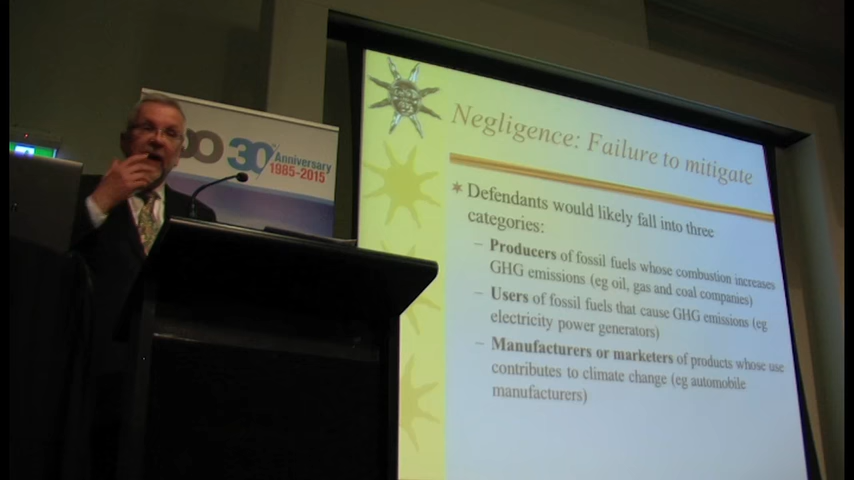 30
Anniversary
1985-2015
Negligence: Failure to mitigate
Defendants would likely fall into three
categories:
– Producers of fossil fuels whose combustion increases
GHG emissions (eg oil, gas and coal companies)
– Users of fossil fuels that cause GHG emissions (eg
electricity power generators)
– Manufacturers or marketers of products whose use
contributes to climate change (eg automobile
manufacturers)